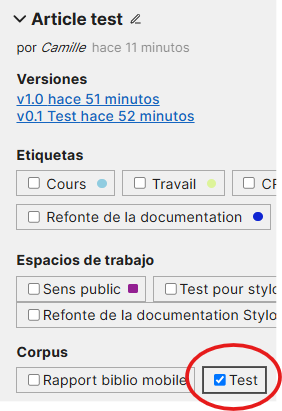 Article test
por Camille hace 11 minutos
Versiones
v1.0 hace 51 minutos
v0.1 Test hace 52 minutos
Etiquetas
Cours Travail
Refonte de la documentation
Espacios de trabajo
Sens public Test pour stylo
Refonte de la documentation Stylo
Corpus
Rapport biblio mobile Test